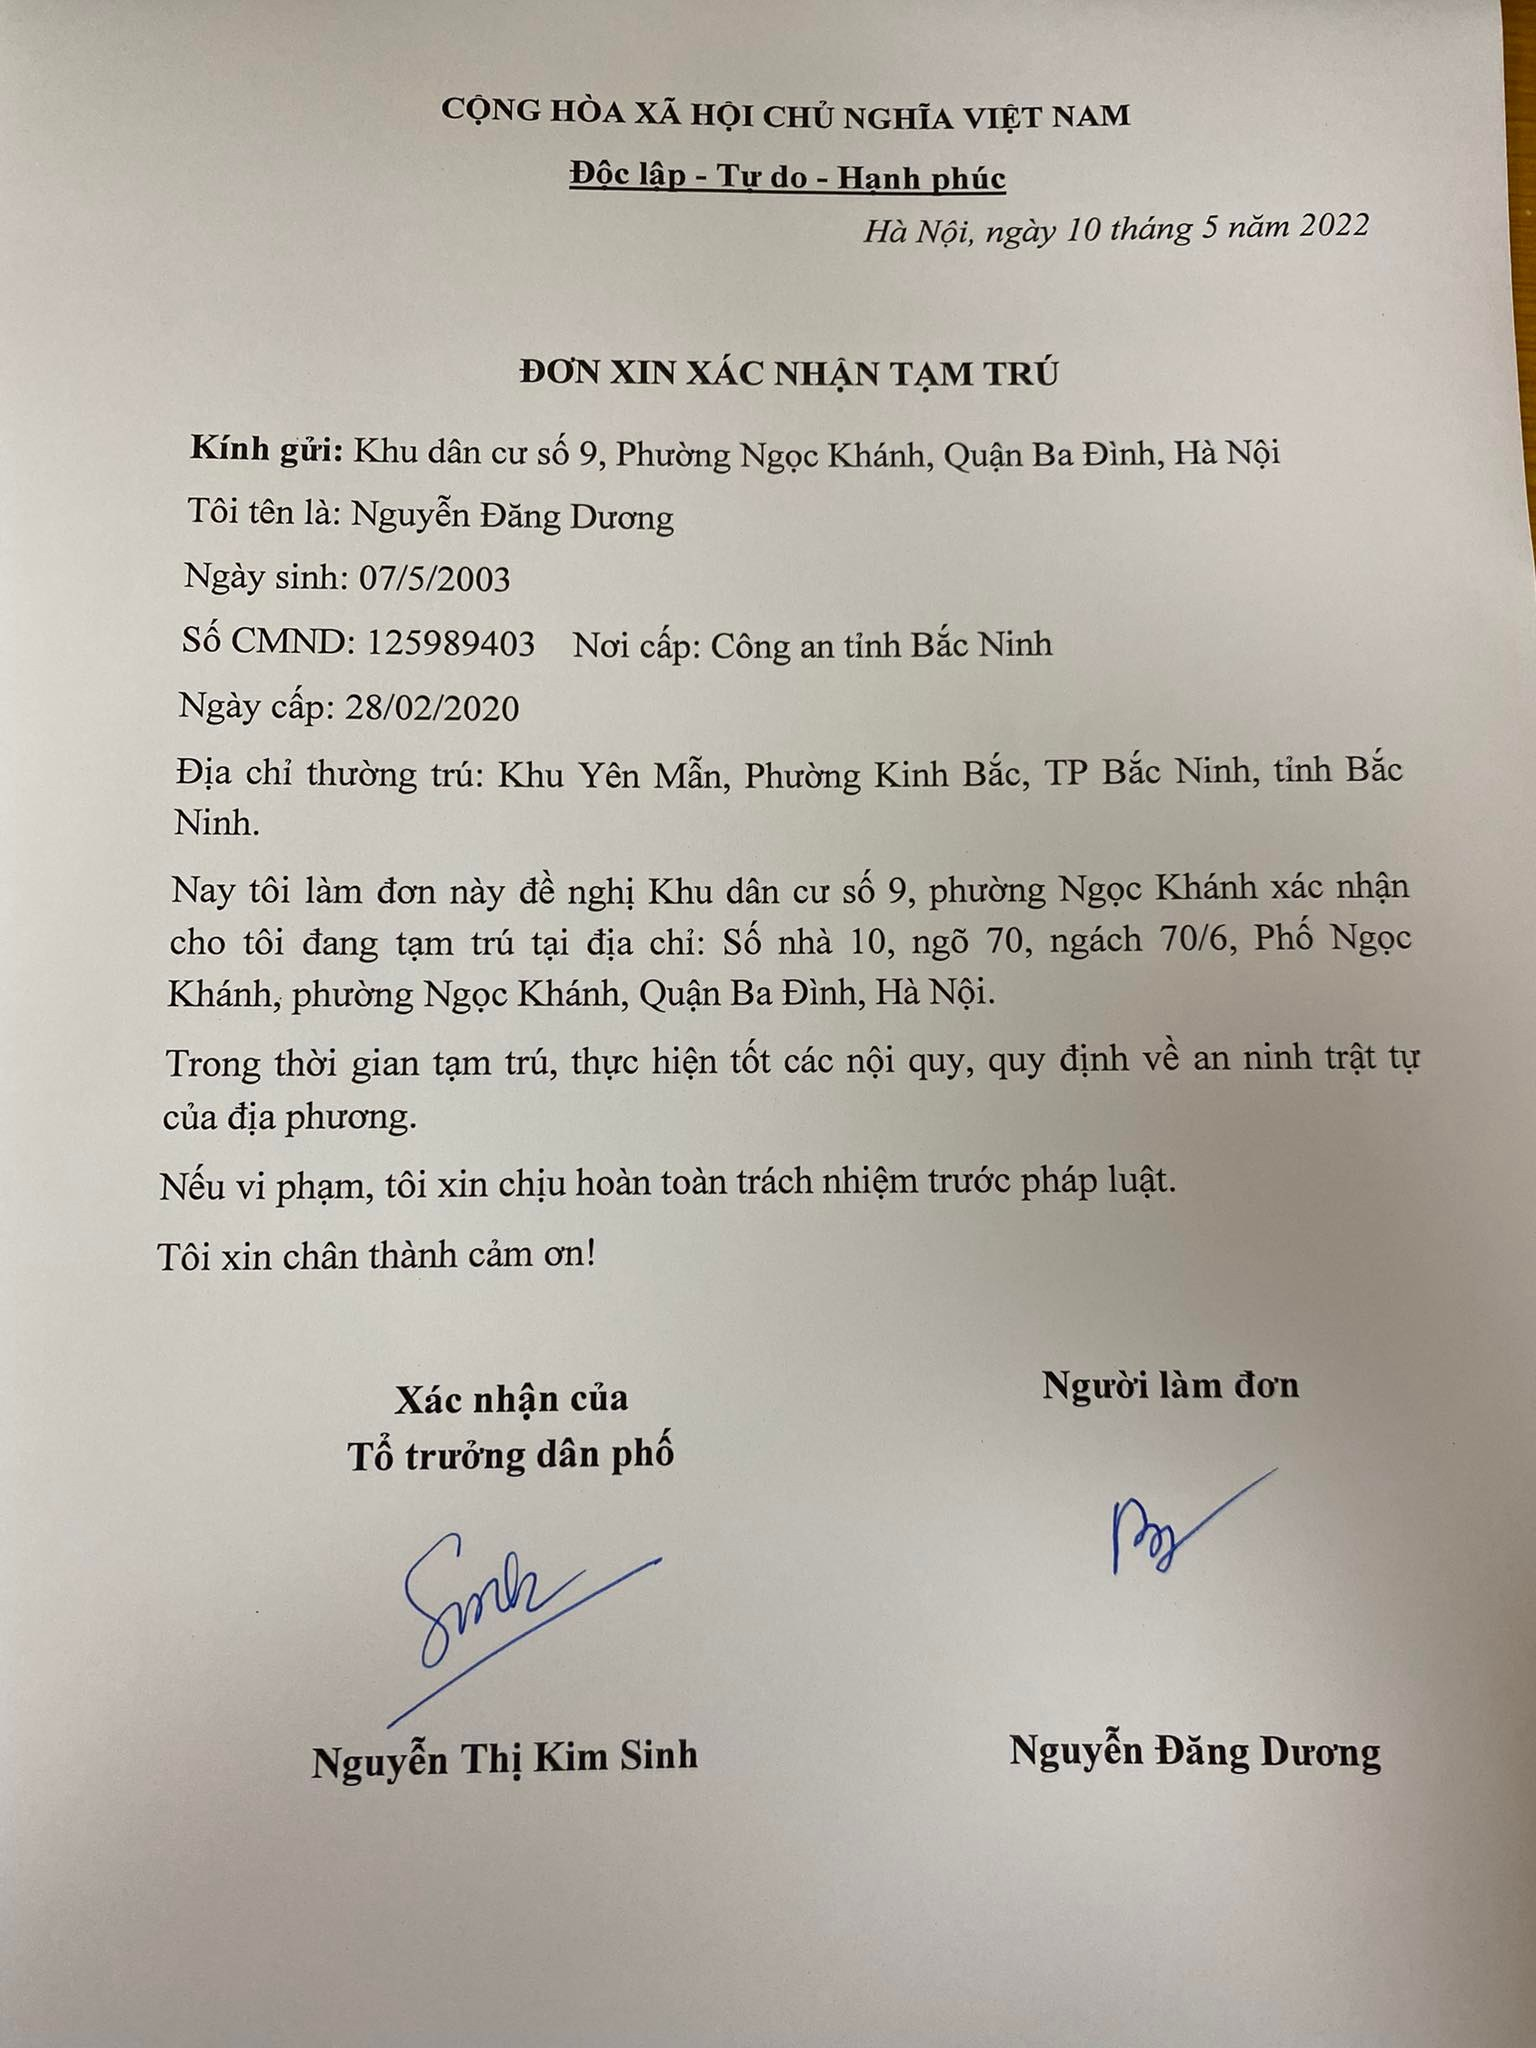 CỘNG HÒA XÃ HỘI CHỦ NGHĨA VIỆT NAM
Độc lập - Tự do - Hạnh phúc
Hà Nội, ngày 10 tháng 5 năm 2022
ĐƠN XIN XÁC NHẬN TẠM TRÚ
Kính gửi: Khu dân cư số 9, Phường Ngọc Khánh, Quận Ba Đình, Hà Nội
Tôi tên là: Nguyễn Đăng Dương
Ngày sinh: 07/5/2003
Số CMND: 125989403 Nơi cấp: Công an tỉnh Bắc Ninh
Ngày cấp: 28/02/2020
Địa chỉ thường trú: Khu Yên Mẫn, Phường Kinh Bắc, TP Bắc Ninh, tỉnh Bắc
Ninh.
Nay tôi làm đơn này đề nghị Khu dân cư số 9, phường Ngọc Khánh xác nhận
cho tôi đang tạm trú tại địa chỉ: Số nhà 10, ngõ 70, ngách 70/6, Phố Ngọc
Khánh, phường Ngọc Khánh, Quận Ba Đình, Hà Nội.
Trong thời gian tạm trú, thực hiện tốt các nội quy, quy định về an ninh trật tự
của địa phương.
Nếu vi phạm, tôi xin chịu hoàn toàn trách nhiệm trước pháp luật.
Tôi xin chân thành cảm ơn!
Xác nhận của
Tổ trưởng dân phố
Người làm đơn
Sinh
Nguyễn Thị Kim Sinh
Nguyễn Đăng Dương